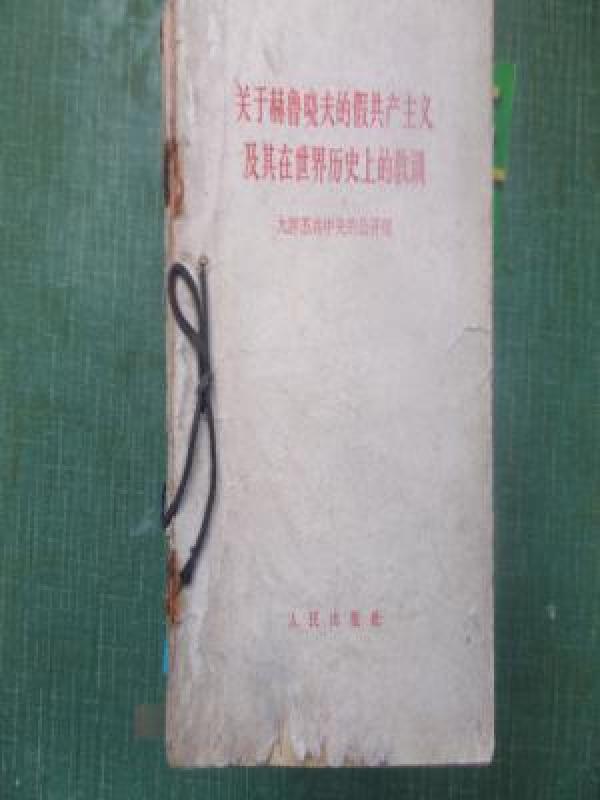 关于赫鲁晓夫的假共产主义
及其在世界历史上的教训
九评苏共中央的公开信
人民出版社